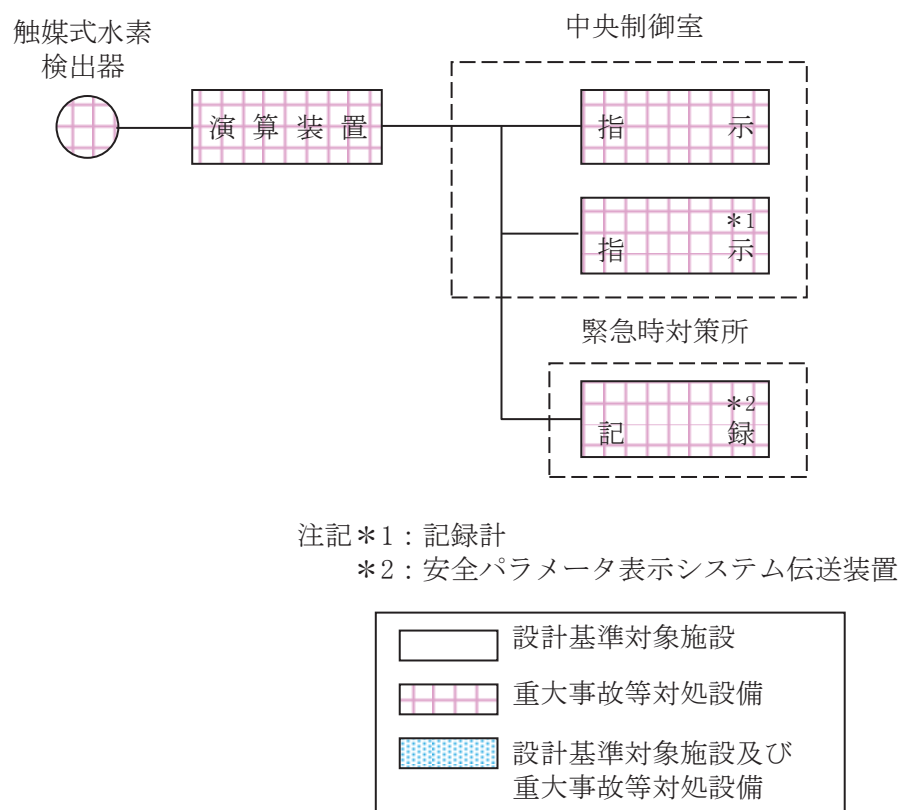 触媒式水素
検出器
中央制御室
演算装置
指示
指示*1
緊急時対策所
記録*2
注記*1：記録計
*2：安全パラメータ表示システム伝送装置
設計基準対象施設
重大事故等対処設備
設計基準対象施設及び
重大事故等対処設備